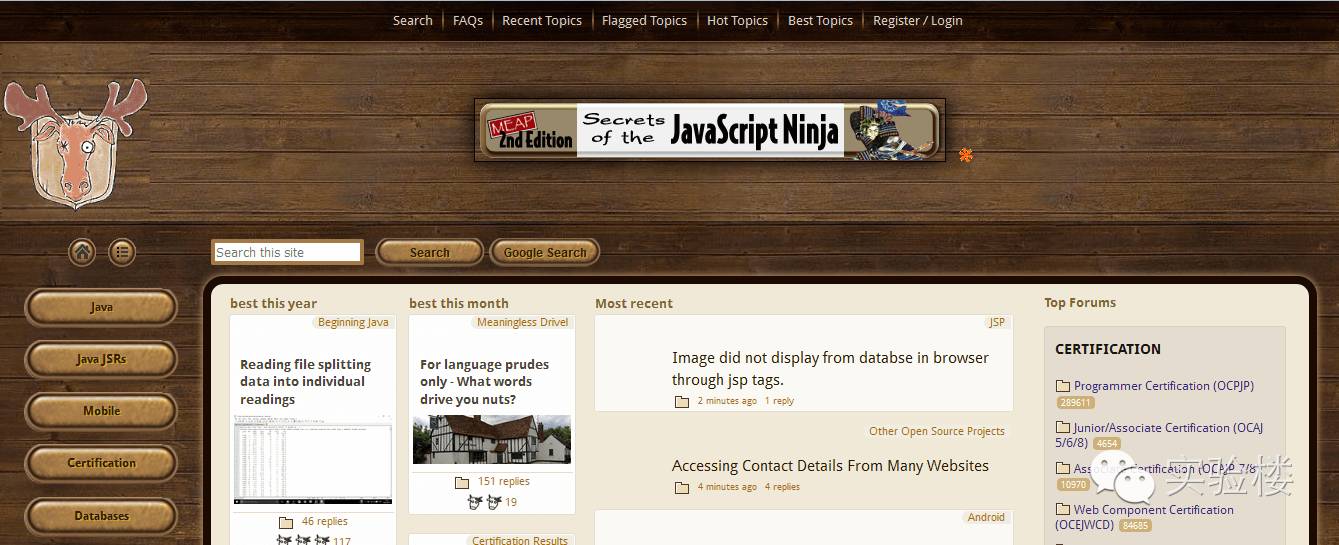 Search FAQs Recent Topics Flagged Topics Hot Topics Best Topics Register / Login
MEAP
2nd Edition
Secrets
of the
JavaScript Ninja
Search this site Search Google Search
Java
Java JSRs
Mobile
Certification
Databases
best this year
Beginning Java
Reading file splitting
data into individual
readings
46 replies
117
best this month
Meaningless Drivel
For language prudes
only - What words
drive you nuts?
151 replies
19
Certification Results
Most recent
JSP
Image did not display from databse in browser
through jsp tags.
2 minutes ago 1 reply
Other Open Source Projects
Accessing Contact Details From Many Websites
4 minutes ago 4 replies
Android
Top Forums
CERTIFICATION
Programmer Certification (OCPJP)
289611
Junior/Associate Certification (OCAJ
5/6/8) 4654
Associate Certification (OCAJP 7/8
10970
Web Component Certification
(OCEJWCD) 84685
实验楼